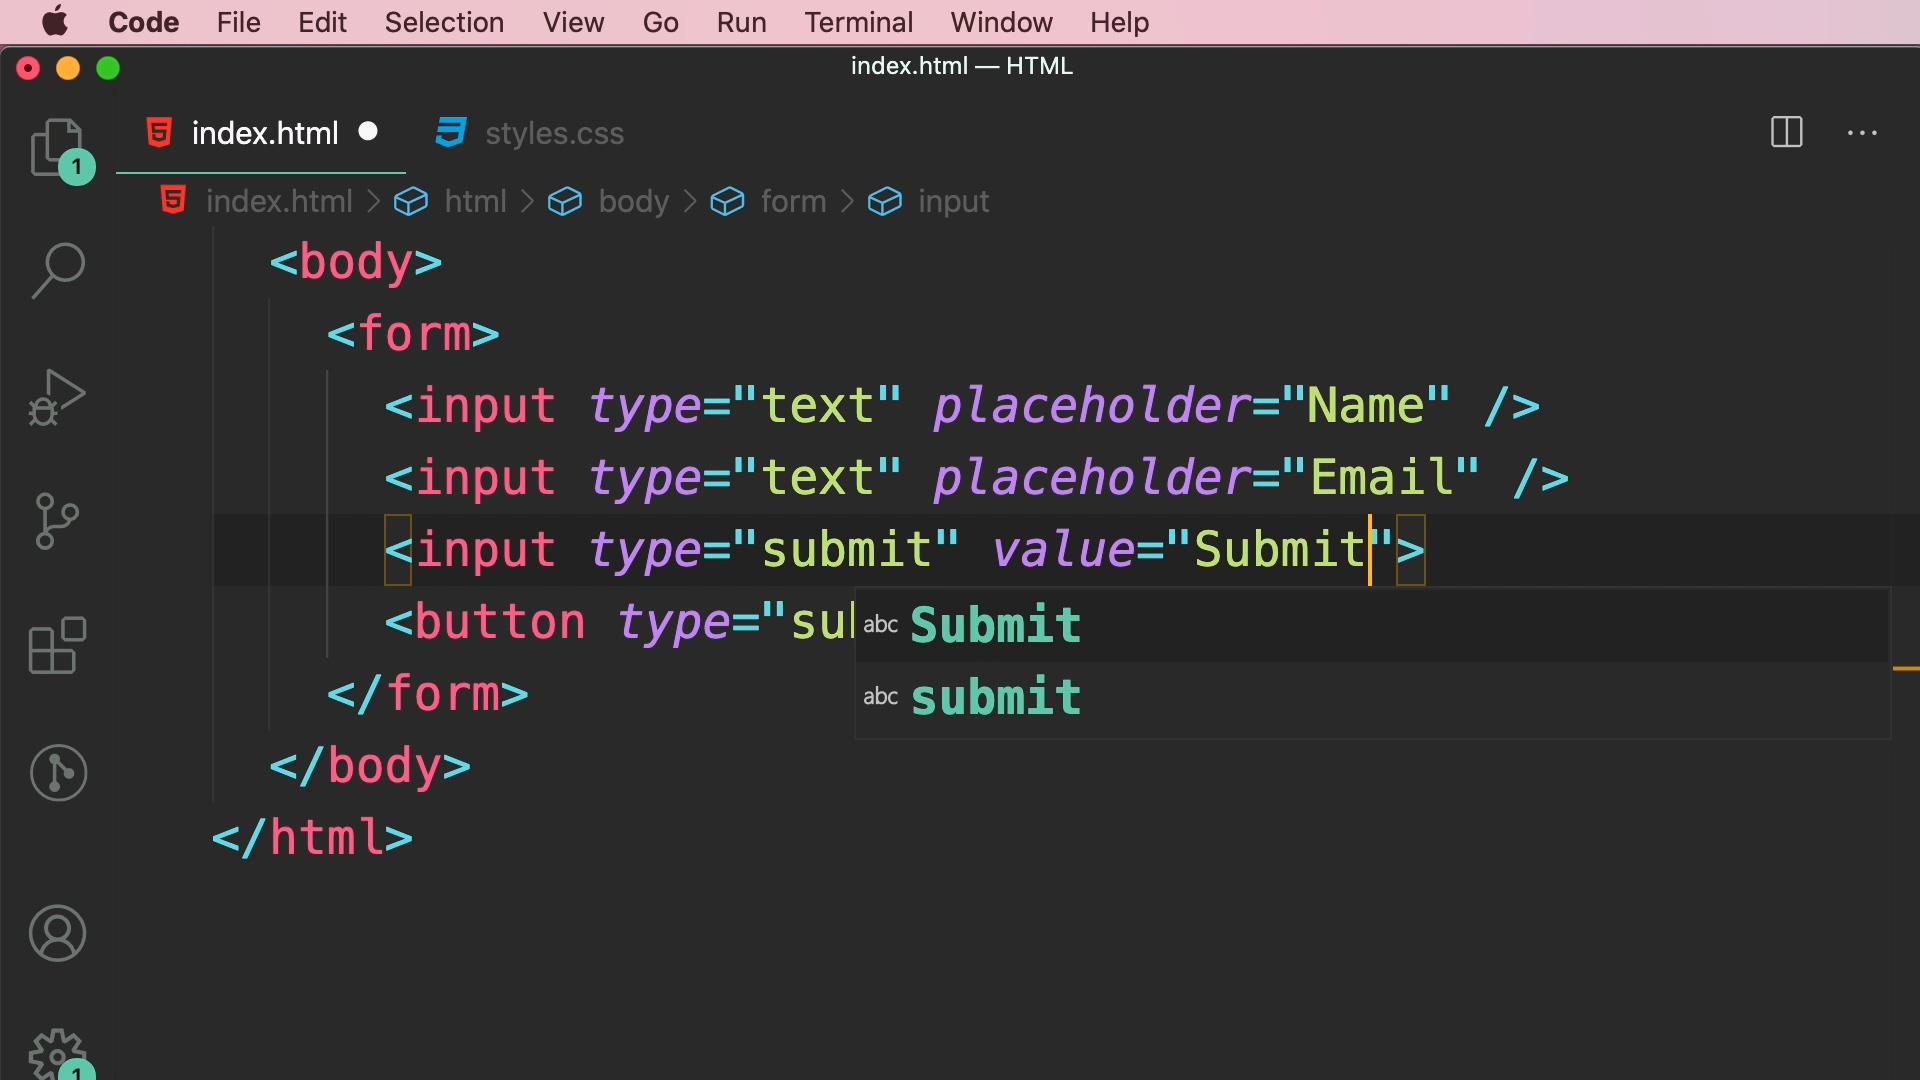 Code File Edit Selection View Go Run Terminal Window Help
index.html — HTML
index.html styles.css
1
index.html > html > body > form > input
<body>
<form>
<input type="text" placeholder="Name" />
<input type="text" placeholder="Email" />
<input type="submit" value="Submit">
<button type="su
abc Submit
abc submit
</form>
</body>
</html>
1